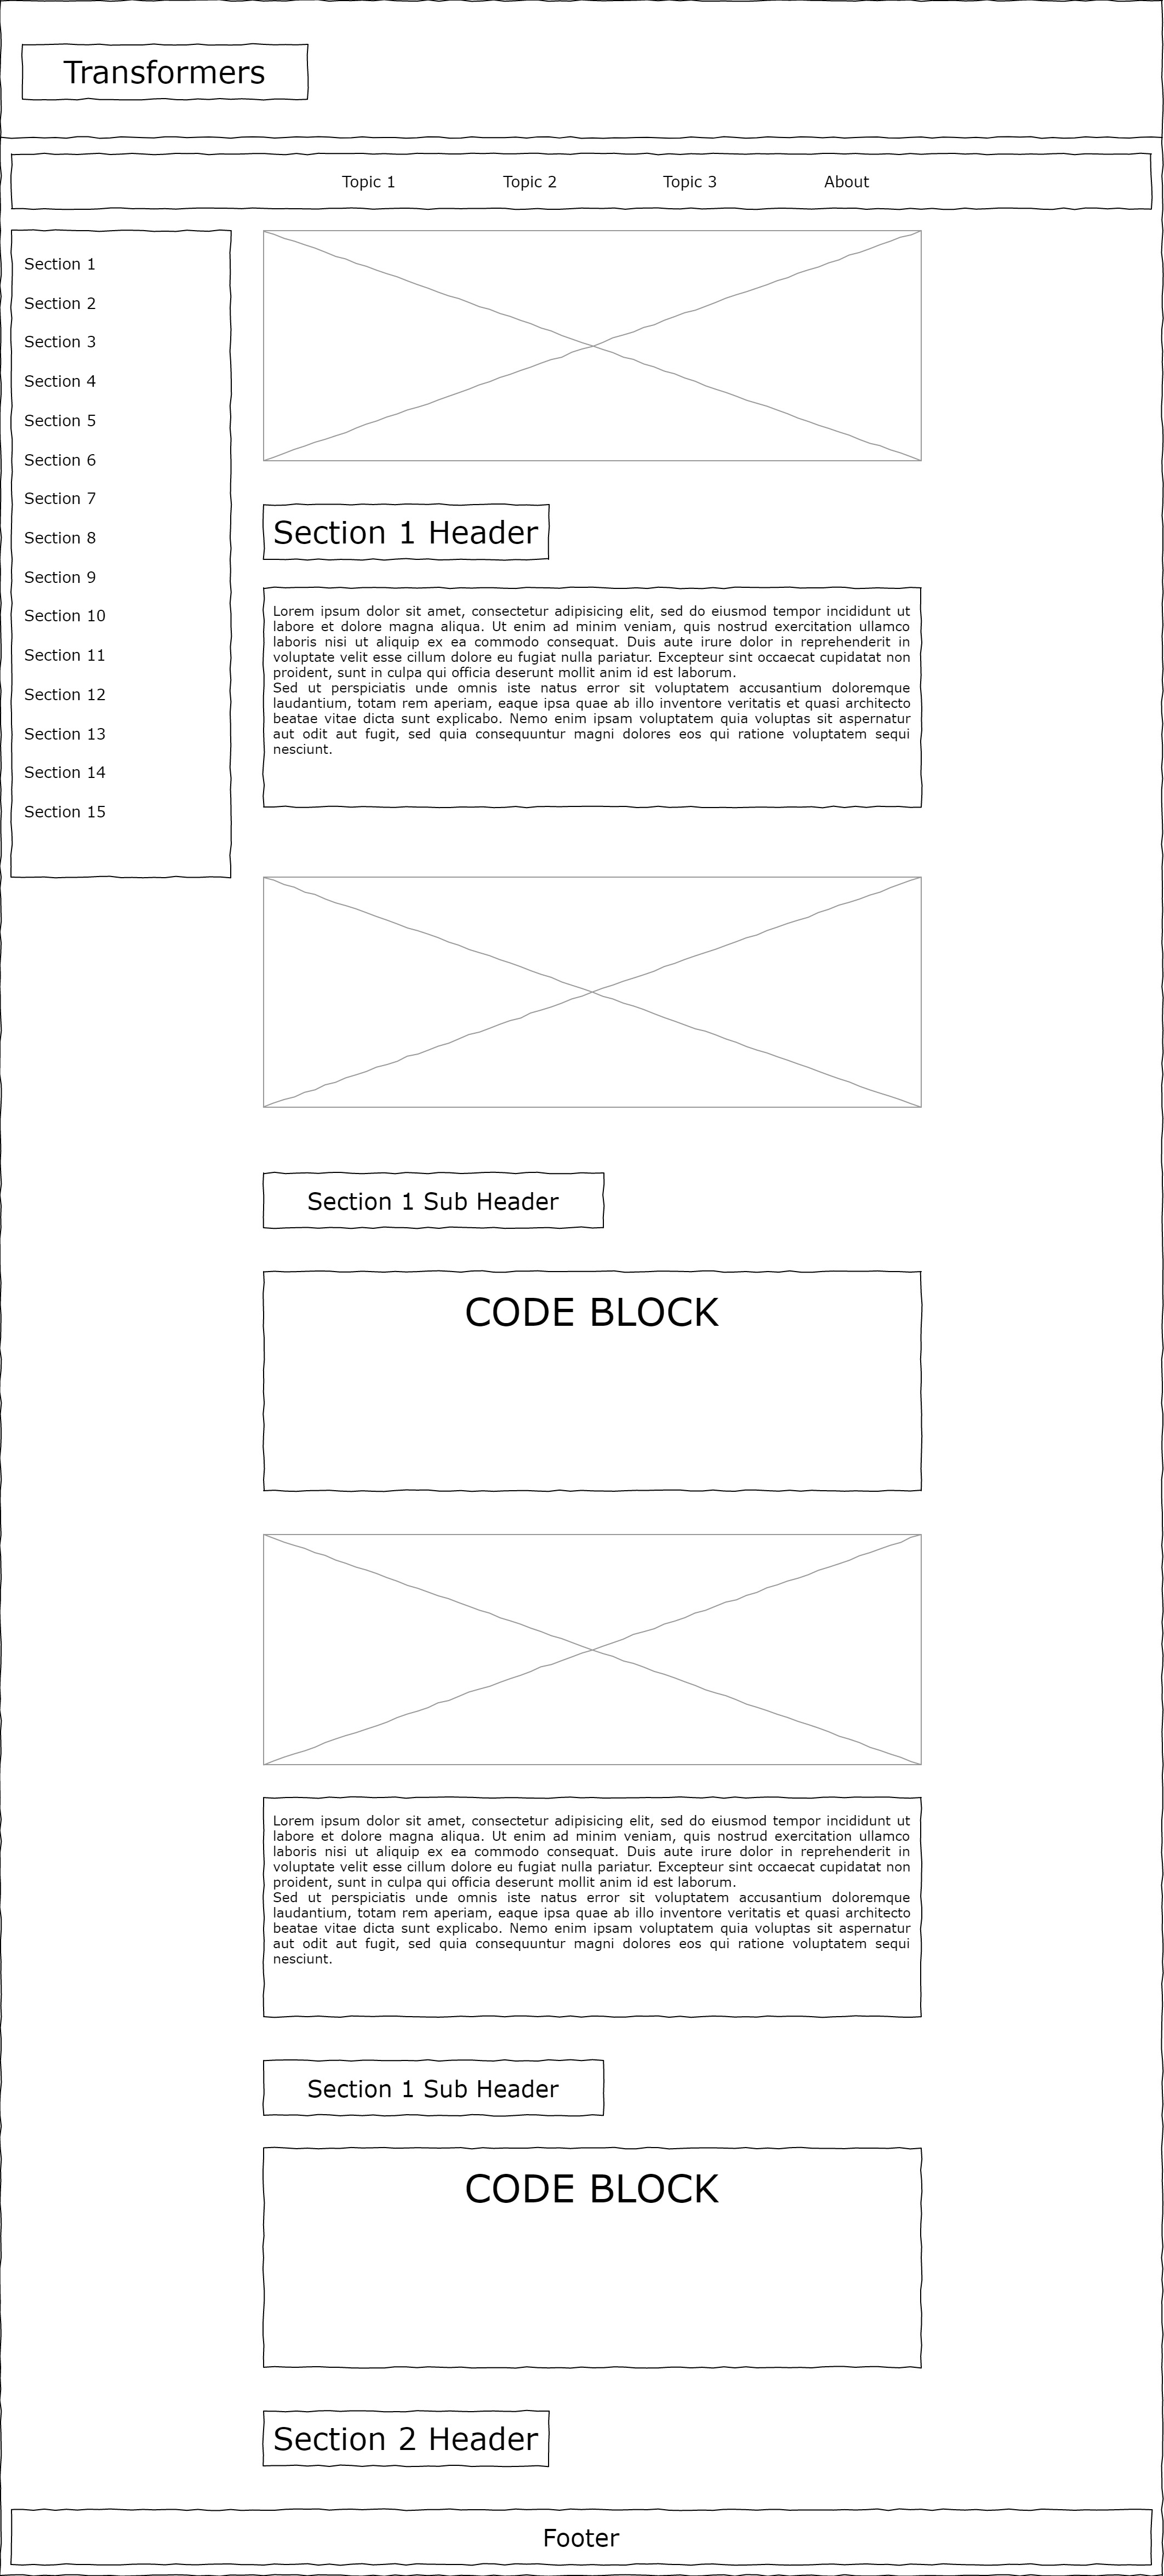 Transformers
Topic 1
Topic 2
Topic 3
About
Section 1
Section 2
Section 3
Section 4
Section 5
Section 6
Section 7
Section 8
Section 9
Section 10
Section 11
Section 12
Section 13
Section 14
Section 15
Section 1 Header
Lorem ipsum dolor sit amet, consectetur adipisicing elit, sed do eiusmod tempor incididunt ut
labore et dolore magna aliqua. Ut enim ad minim veniam, quis nostrud exercitation ullamco
laboris nisi ut aliquip ex ea commodo consequat. Duis aute irure dolor in reprehenderit in
voluptate velit esse cillum dolore eu fugiat nulla pariatur. Excepteur sint occaecat cupidatat non
proident, sunt in culpa qui officia deserunt mollit anim id est laborum.
Sed ut perspiciatis unde omnis iste natus error sit voluptatem accusantium doloremque
laudantium, totam rem aperiam, eaque ipsa quae ab illo inventore veritatis et quasi architecto
beatae vitae dicta sunt explicabo. Nemo enim ipsam voluptatem quia voluptas sit aspernatur
aut odit aut fugit, sed quia consequuntur magni dolores eos qui ratione voluptatem sequi
nesciunt.
Section 1 Sub Header
CODE BLOCK
Lorem ipsum dolor sit amet, consectetur adipisicing elit, sed do eiusmod tempor incididunt ut
labore et dolore magna aliqua. Ut enim ad minim veniam, quis nostrud exercitation ullamco
laboris nisi ut aliquip ex ea commodo consequat. Duis aute irure dolor in reprehenderit in
voluptate velit esse cillum dolore eu fugiat nulla pariatur. Excepteur sint occaecat cupidatat non
proident, sunt in culpa qui officia deserunt mollit anim id est laborum.
Sed ut perspiciatis unde omnis iste natus error sit voluptatem accusantium doloremque
laudantium, totam rem aperiam, eaque ipsa quae ab illo inventore veritatis et quasi architecto
beatae vitae dicta sunt explicabo. Nemo enim ipsam voluptatem quia voluptas sit aspernatur
aut odit aut fugit, sed quia consequuntur magni dolores eos qui ratione voluptatem sequi
nesciunt.
Section 1 Sub Header
CODE BLOCK
Section 2 Header
Footer